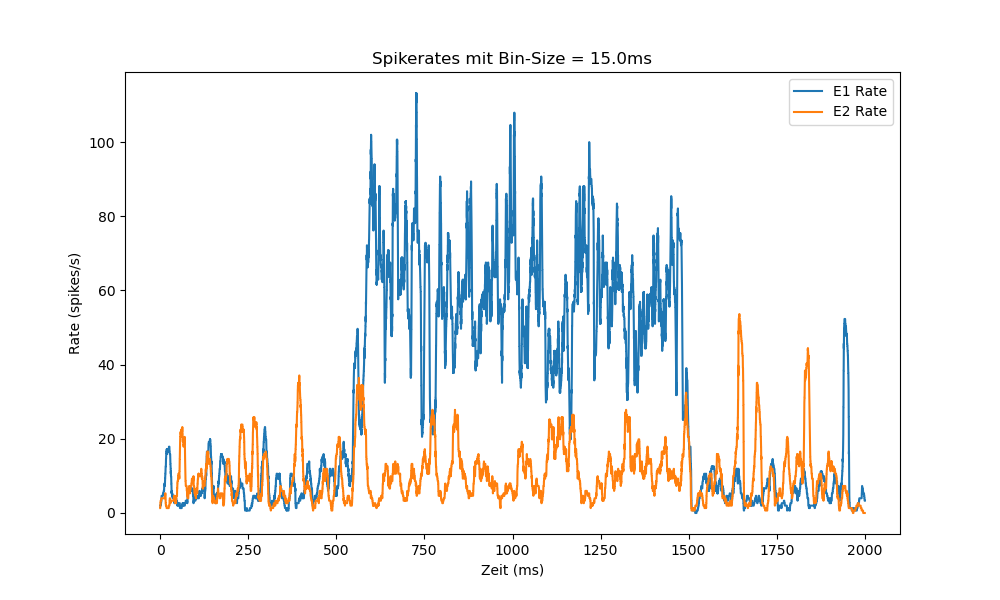 Spikerates mit Bin-Size = 15.0ms
E1 Rate
E2 Rate
100
80
60
40
20
0
Rate (spikes/s)
0 250 500 750 1000 1250 1500 1750 2000
Zeit (ms)